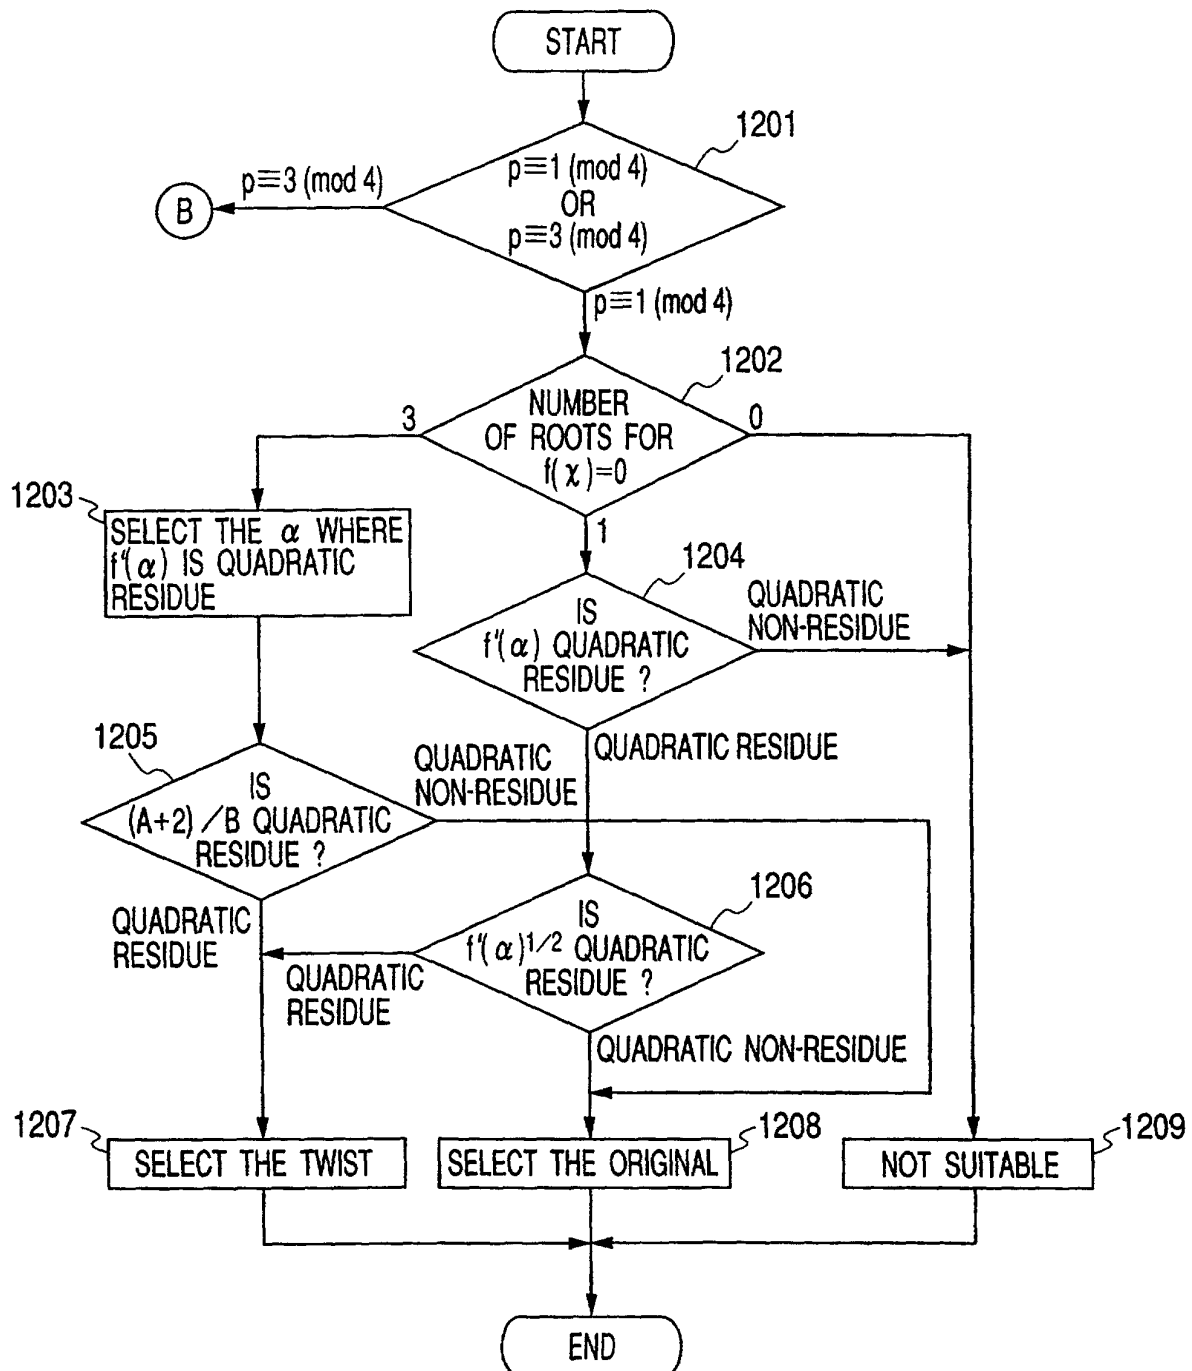 START
1201
p≡1 (mod 4)
OR
p≡3 (mod 4)
p≡3 (mod 4)
B
p≡1 (mod 4)
1202
NUMBER
OF ROOTS FOR
f(χ)=0
3
0
1
1203
SELECT THE α WHERE
f'(α) IS QUADRATIC
RESIDUE
1204
IS
f'(α) QUADRATIC
RESIDUE ?
QUADRATIC
NON-RESIDUE
QUADRATIC RESIDUE
1205
IS
(A+2)/B QUADRATIC
RESIDUE ?
QUADRATIC
NON-RESIDUE
QUADRATIC
RESIDUE
1206
IS
f'(α)^1/2 QUADRATIC
RESIDUE ?
QUADRATIC
RESIDUE
QUADRATIC NON-RESIDUE
1207
SELECT THE TWIST
1208
SELECT THE ORIGINAL
1209
NOT SUITABLE
END